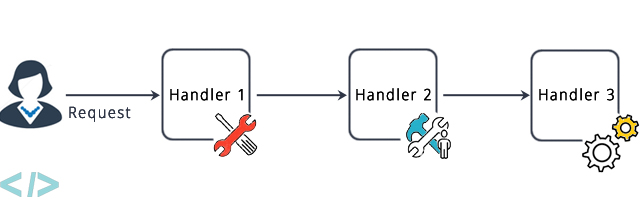 Handler 1
Handler 2
Handler 3
Request
</>